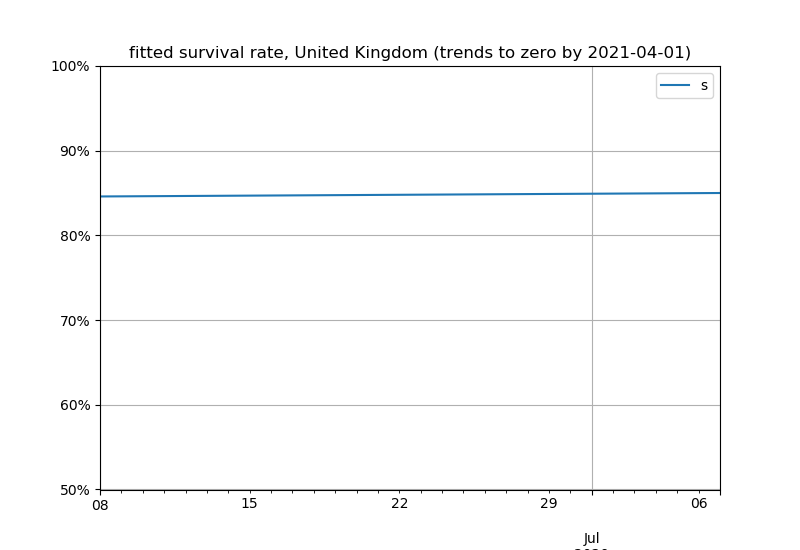 fitted survival rate, United Kingdom (trends to zero by 2021-04-01)
100%
s
90%
80%
70%
60%
50%
08 15 22 29 06
Jul